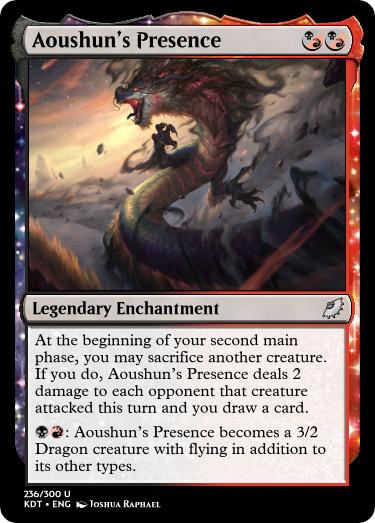 Aoushun's Presence
Legendary Enchantment
At the beginning of your second main
phase, you may sacrifice another creature.
If you do, Aoushun's Presence deals 2
damage to each opponent that creature
attacked this turn and you draw a card.
: Aoushun's Presence becomes a 3/2
Dragon creature with flying in addition to
its other types.
236/300 U
KDT • ENG Joshua Raphael